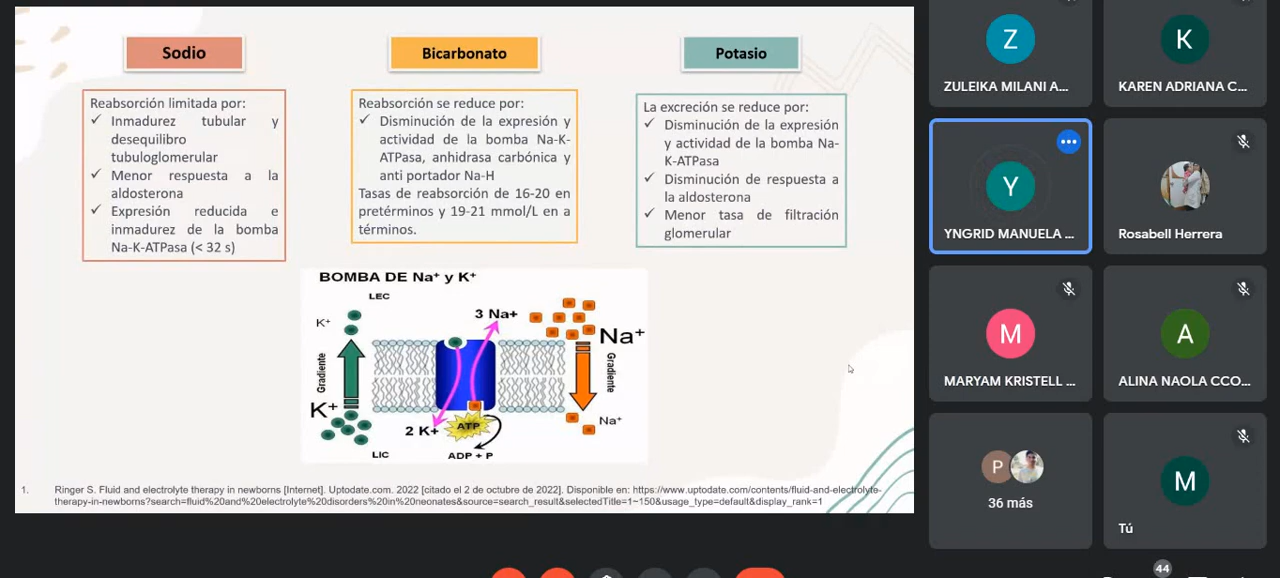 Sodio
Reabsorción limitada por:
✓ Inmadurez tubular y
desequilibro
tubuloglomerular
✓ Menor respuesta a la
aldosterona
✓ Expresión reducida e
inmadurez de la bomba
Na-K-ATPasa (< 32 s)
Bicarbonato
Reabsorción se reduce por:
✓ Disminución de la expresión y
actividad de la bomba Na-K-
ATPasa, anhidrasa carbónica y
anti portador Na-H
Tasas de reabsorción de 16-20 en
pretérminos y 19-21 mmol/L en a
términos.
Potasio
La excreción se reduce por:
✓ Disminución de la expresión
y actividad de la bomba Na-
K-ATPasa
✓ Disminución de respuesta a
la aldosterona
✓ Menor tasa de filtración
glomerular
BOMBA DE Na⁺ y K⁺
LEC
K⁺
3 Na+
Na⁺
Gradiente
Gradiente
K⁺
Na⁺
2 K+
ATP
LIC
ADP + P
1. Ringer S. Fluid and electrolyte therapy in newborns [Internet]. Uptodate.com. 2022 [citado el 2 de octubre de 2022]. Disponible en: https://www.uptodate.com/contents/fluid-and-electrolyte-
therapy-in-newborns?search=fluid%20and%20electrolyte%20disorders%20in%20neonates&source=search_result&selectedTitle=1~150&usage_type=default&display_rank=1
Z
ZULEIKA MILANI A...
K
KAREN ADRIANA C...
Y
YNGRID MANUELA ...
Rosabell Herrera
M
MARYAM KRISTELL ...
A
ALINA NAOLA CCO...
P
36 más
M
Tú
44